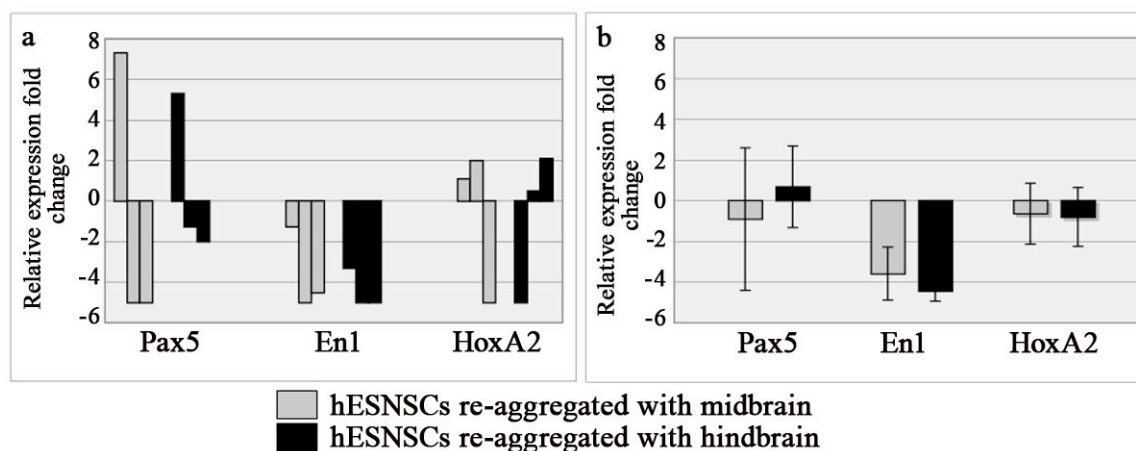 a
Relative expression fold
change
8
6
4
2
0
-2
-4
-6
Pax5 En1 HoxA2
b
Relative expression fold
change
8
6
4
2
0
-2
-4
-6
Pax5 En1 HoxA2
hESNSCs re-aggregated with midbrain
hESNSCs re-aggregated with hindbrain